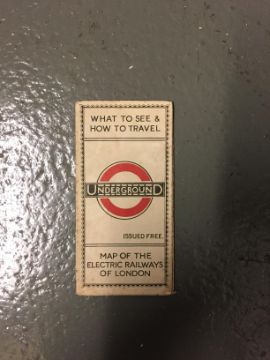 WHAT TO SEE &
HOW TO TRAVEL
UNDERGROUND
ISSUED FREE.
MAP OF THE
ELECTRIC RAILWAYS
OF LONDON